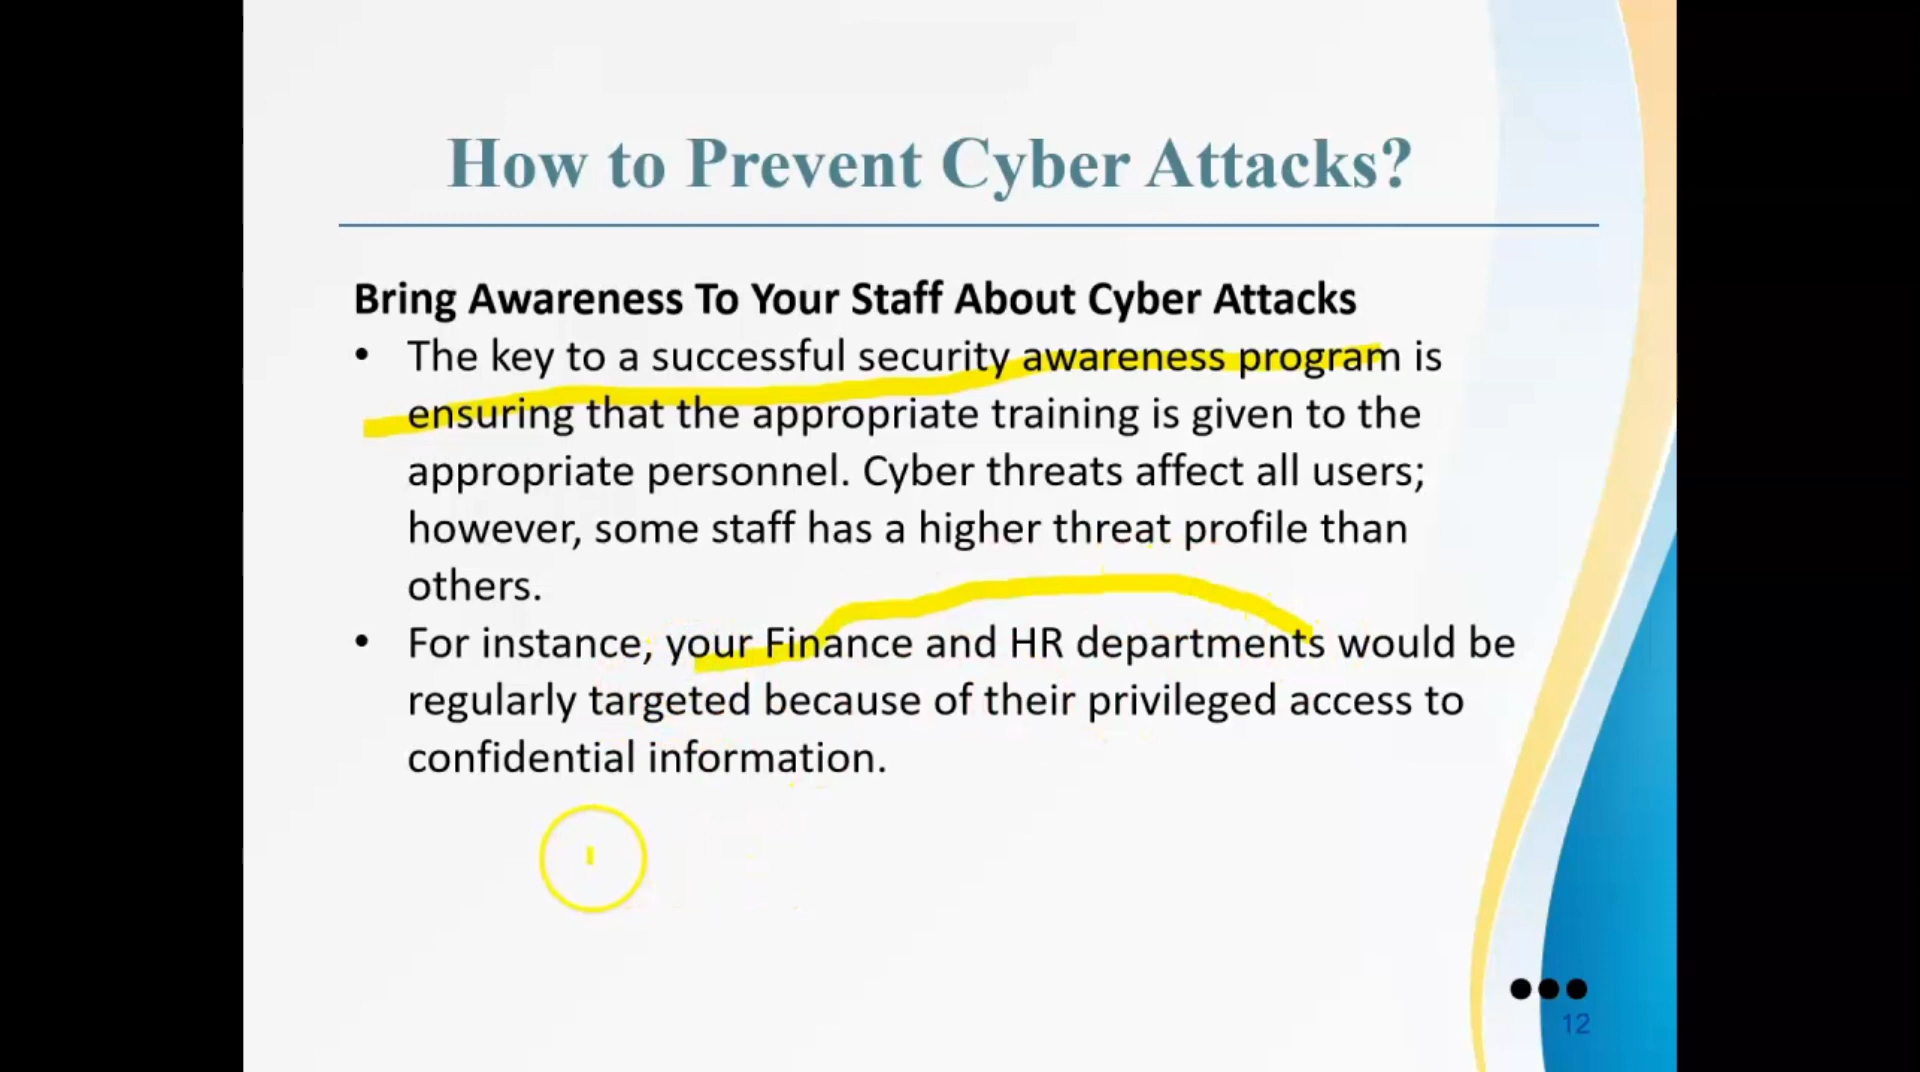 How to Prevent Cyber Attacks?
Bring Awareness To Your Staff About Cyber Attacks
• The key to a successful security awareness program is
ensuring that the appropriate training is given to the
appropriate personnel. Cyber threats affect all users;
however, some staff has a higher threat profile than
others.
• For instance, your Finance and HR departments would be
regularly targeted because of their privileged access to
confidential information.
12